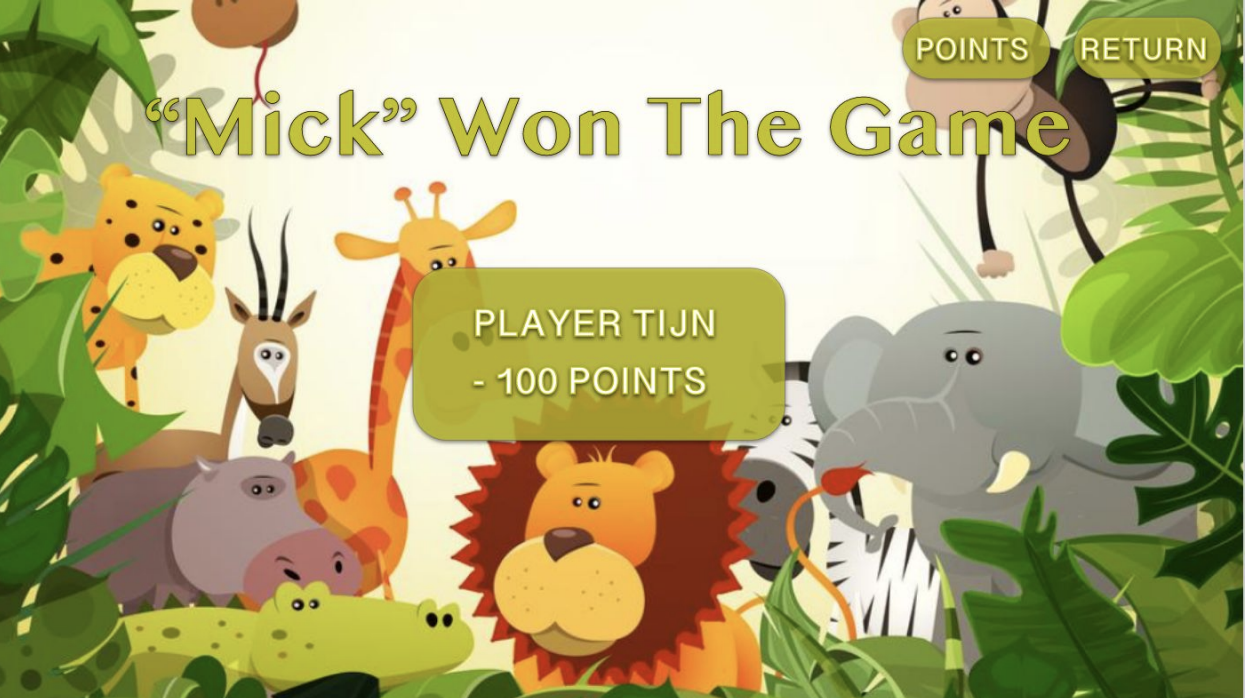 POINTS RETURN
“Mick” Won The Game
PLAYER TIJN
- 100 POINTS